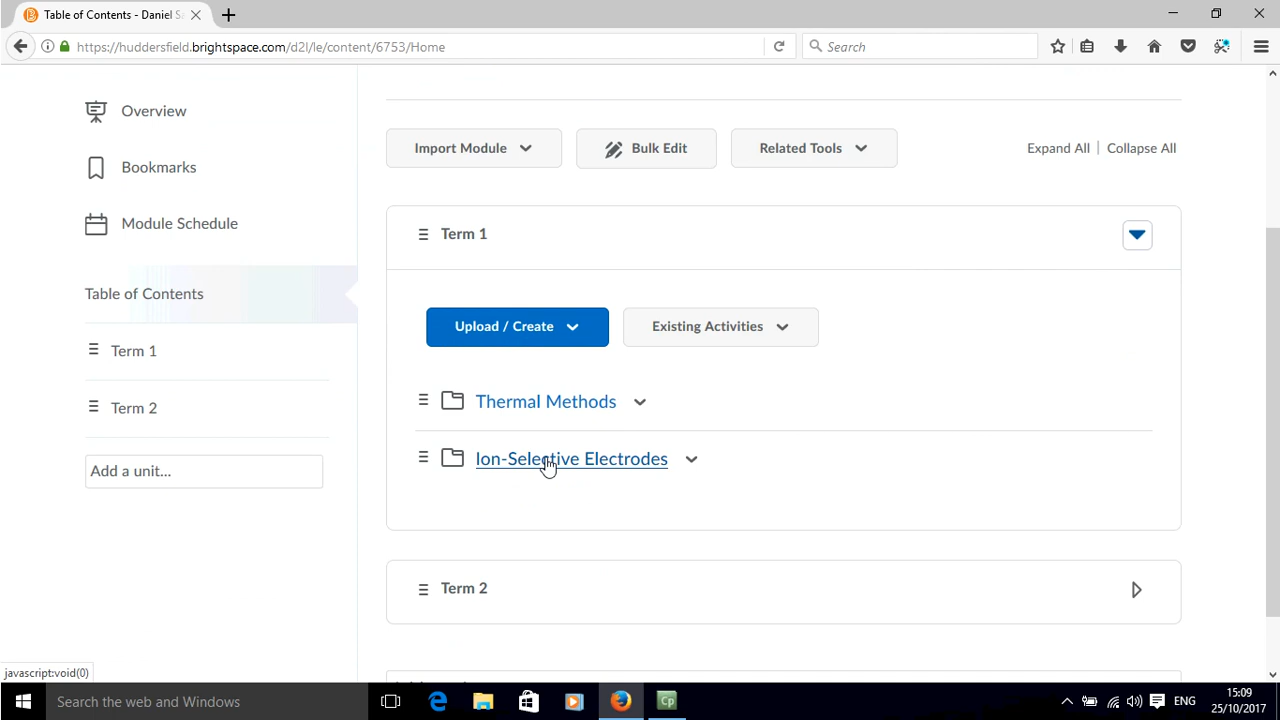 Table of Contents - Daniel S
https://huddersfield.brightspace.com/d2l/le/content/6753/Home
Search
Overview
Bookmarks
Module Schedule
Table of Contents
Term 1
Term 2
Add a unit...
Import Module
Bulk Edit
Related Tools
Expand All | Collapse All
Term 1
Upload / Create
Existing Activities
Thermal Methods
Ion-Selective Electrodes
Term 2
javascript:void(0)
Search the web and Windows
Cp
ENG
15:09
25/10/2017